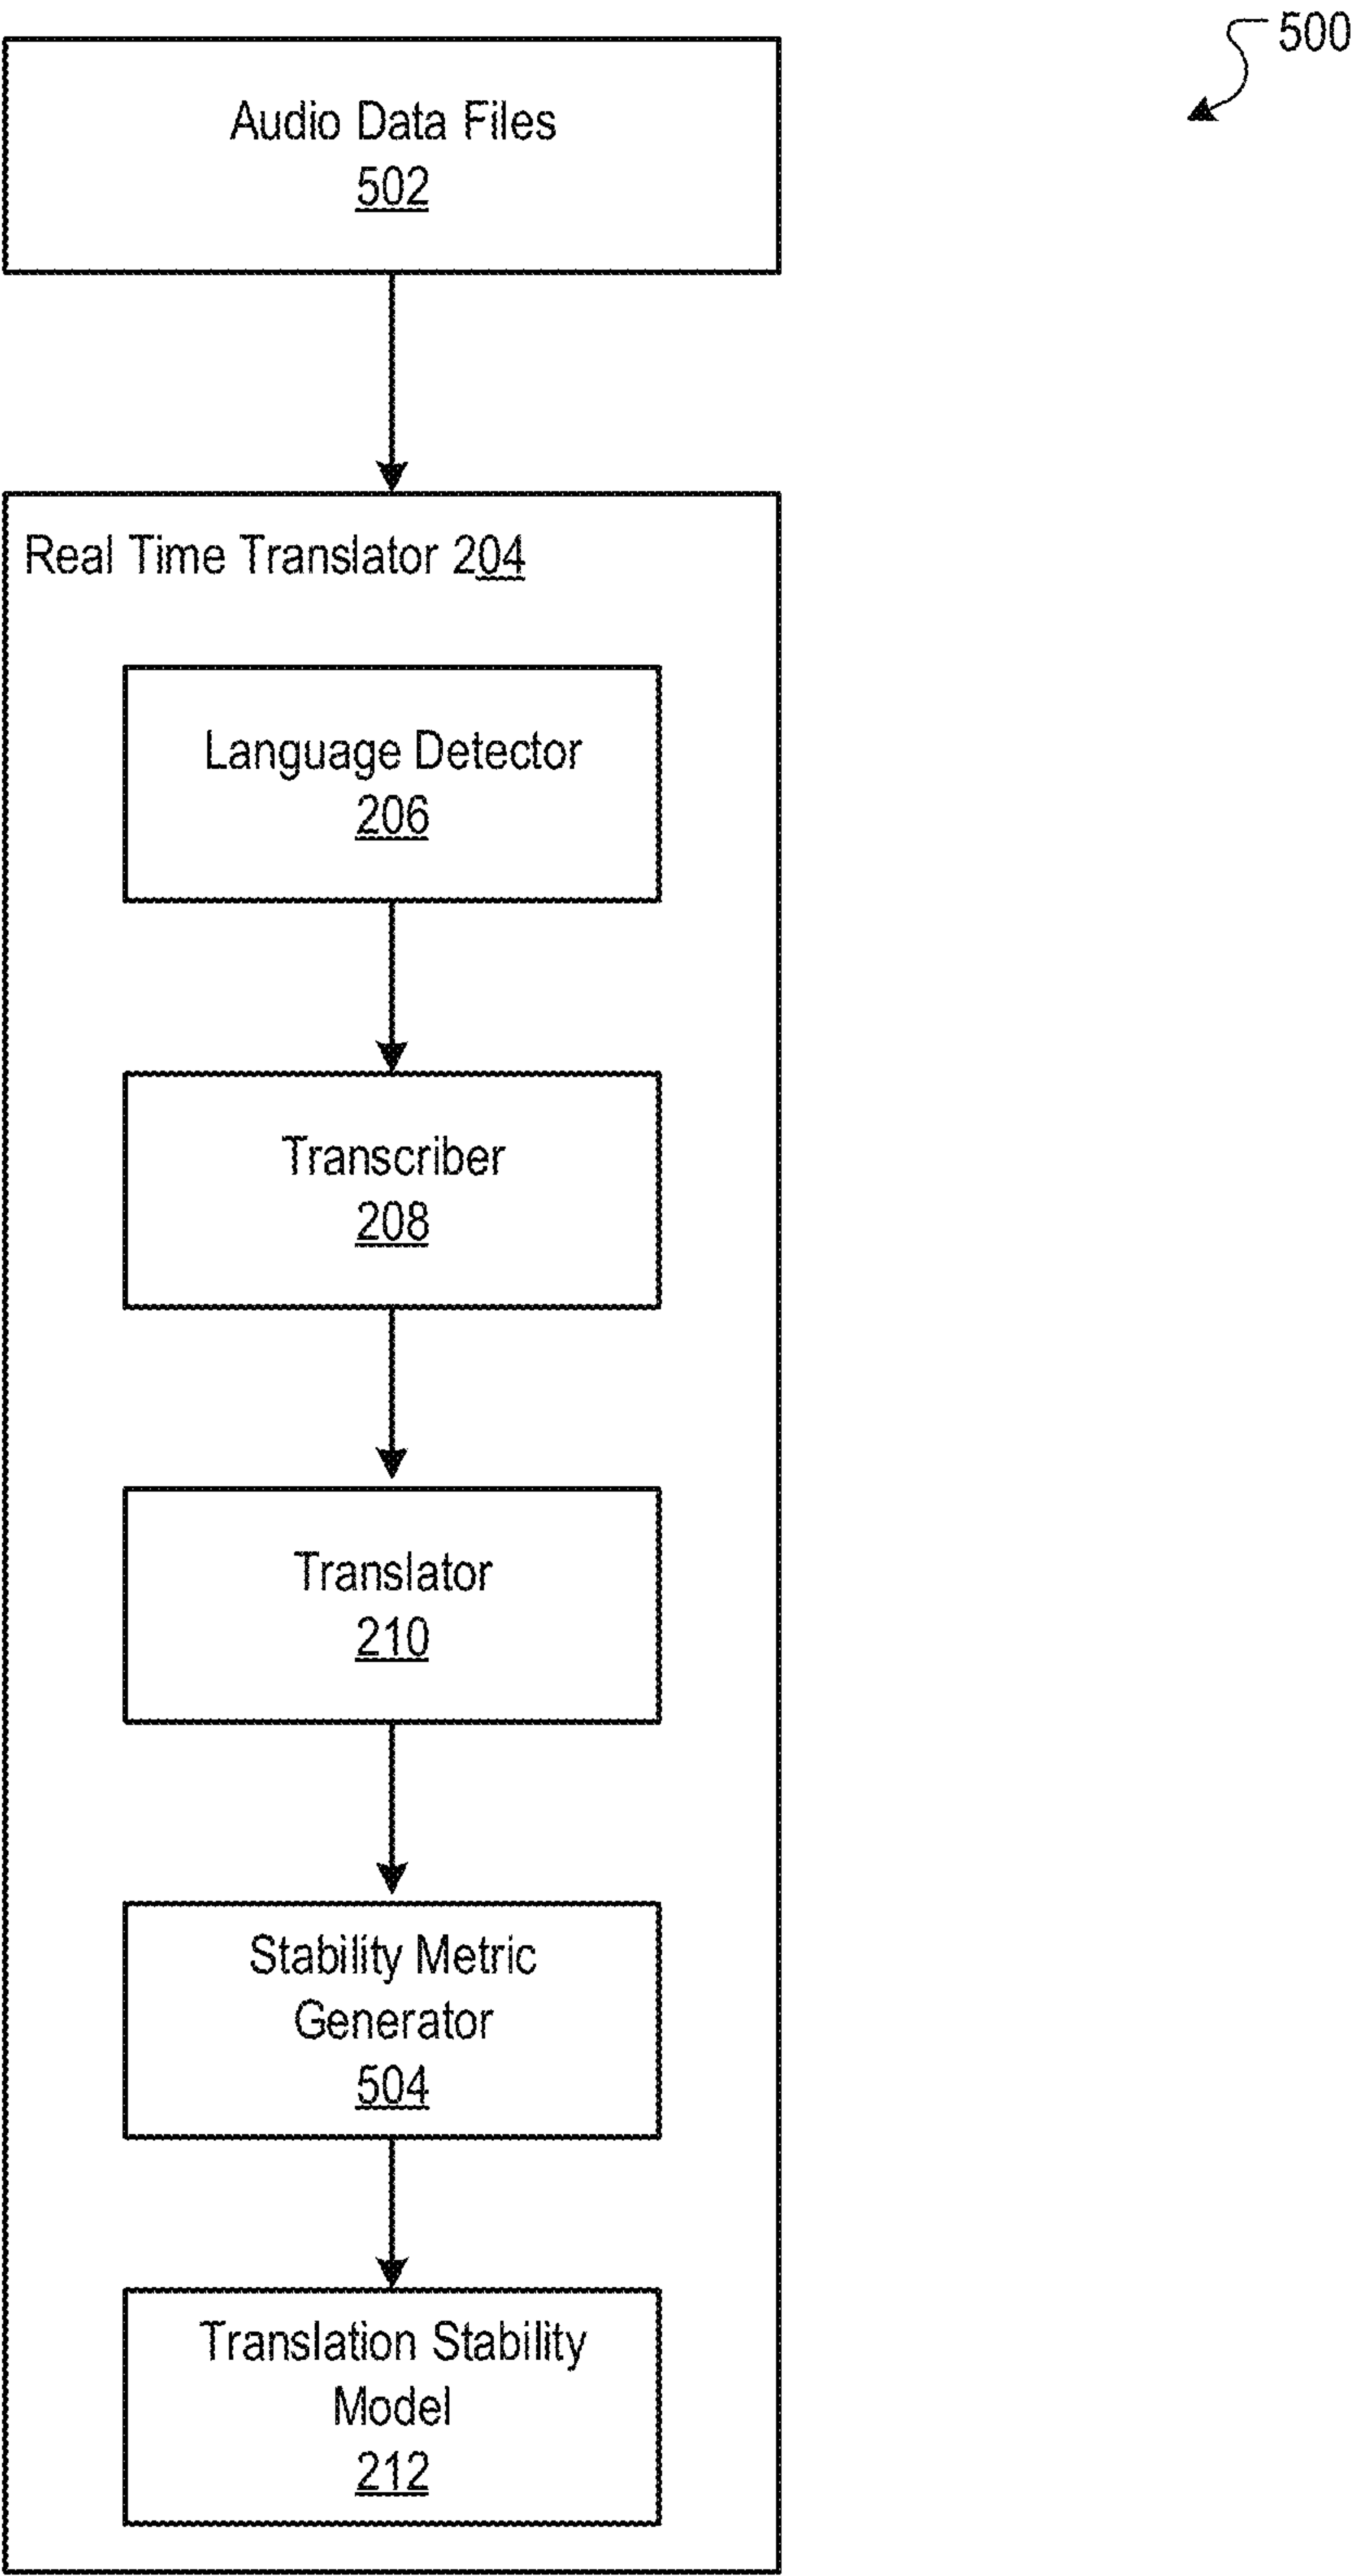 500
Audio Data Files
502
Real Time Translator 204
Language Detector
206
Transcriber
208
Translator
210
Stability Metric
Generator
504
Translation Stability
Model
212